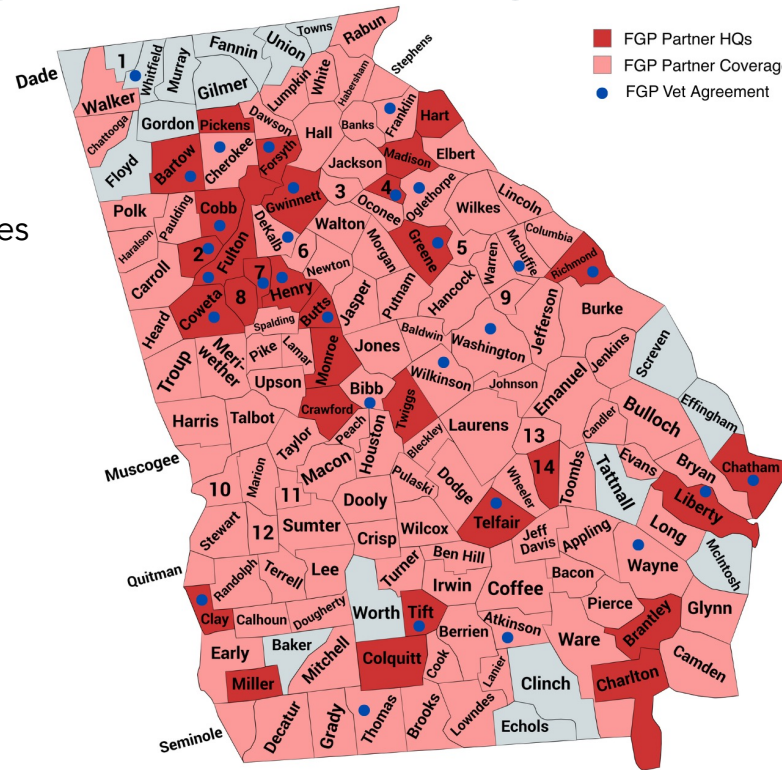 es
FGP Partner HQs
FGP Partner Coverag
FGP Vet Agreement
Dade
1
Whitfield
Murray
Fannin
Union
Towns
Rabun
Stephens
Walker
Gilmer
Lumpkin
White
Habersham
Franklin
Hart
Chattooga
Gordon
Pickens
Dawson
Hall
Banks
Floyd
Bartow
Cherokee
Forsyth
Jackson
Madison
Elbert
Polk
Paulding
Cobb
Gwinnett
3
4
Oconee
Oglethorpe
Wilkes
Lincoln
Haralson
2
Fulton
DeKalb
6
Walton
Morgan
Greene
5
Warren
McDuffie
Columbia
Richmond
Carroll
7
8
Henry
Newton
Coweta
Butts
Jasper
Putnam
Hancock
9
Jefferson
Burke
Heard
Spalding
Troup
Meri-
wether
Pike
Lamar
Monroe
Jones
Baldwin
Washington
Jenkins
Screven
Upson
Bibb
Wilkinson
Johnson
Emanuel
Harris
Talbot
Crawford
Peach
Twiggs
Laurens
Candler
Bulloch
Effingham
Muscogee
Taylor
Houston
Bleckley
13
14
Toombs
Tattnall
Evans
Bryan
Chatham
10
Marion
11
Macon
Pulaski
Dodge
Wheeler
Liberty
Stewart
12
Sumter
Dooly
Wilcox
Telfair
Jeff
Davis
Appling
Long
McIntosh
Crisp
Quitman
Randolph
Terrell
Lee
Turner
Ben Hill
Irwin
Coffee
Bacon
Wayne
Clay
Calhoun
Dougherty
Worth
Tift
Berrien
Atkinson
Pierce
Brantley
Glynn
Early
Baker
Mitchell
Colquitt
Cook
Lanier
Ware
Camden
Miller
Clinch
Charlton
Seminole
Decatur
Grady
Thomas
Brooks
Lowndes
Echols